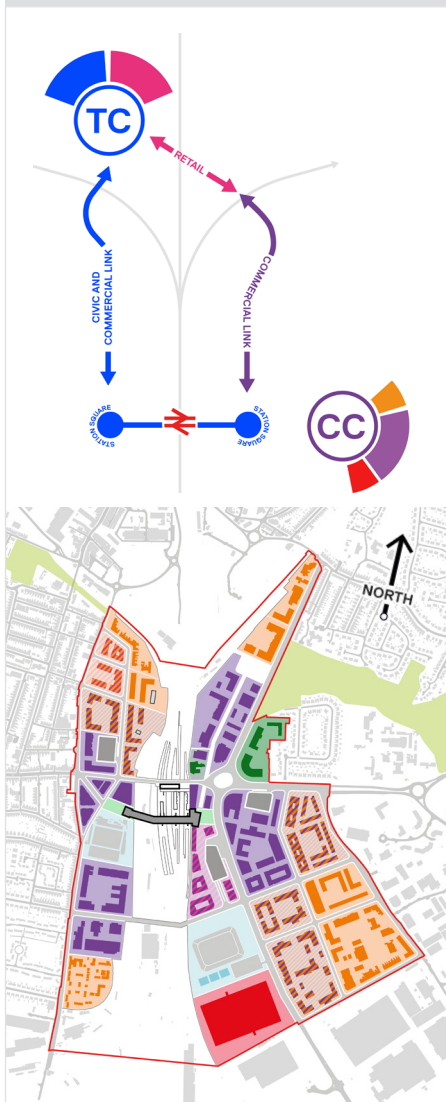 TC
RETAIL
CIVIC AND
COMMERCIAL LINK
COMMERCIAL LINK
STATION SQUARE
STATION SQUARE
CC
NORTH